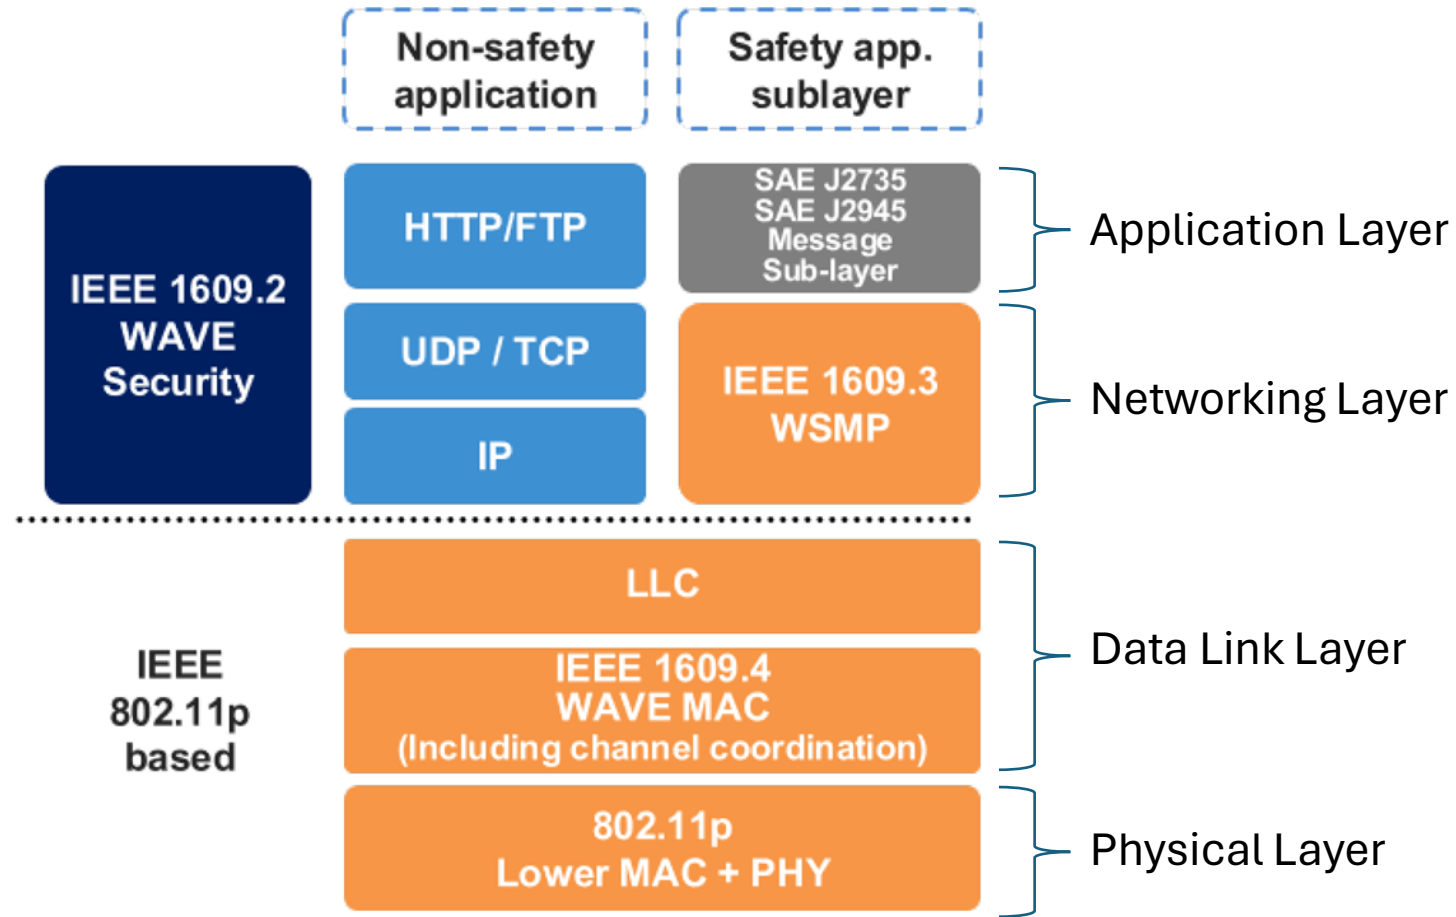 Non-safety
application
Safety app.
sublayer
IEEE 1609.2
WAVE
Security
HTTP/FTP
SAE J2735
SAE J2945
Message
Sub-layer
Application Layer
UDP / TCP
IP
IEEE 1609.3
WSMP
Networking Layer
IEEE
802.11p
based
LLC
IEEE 1609.4
WAVE MAC
(Including channel coordination)
Data Link Layer
802.11p
Lower MAC + PHY
Physical Layer